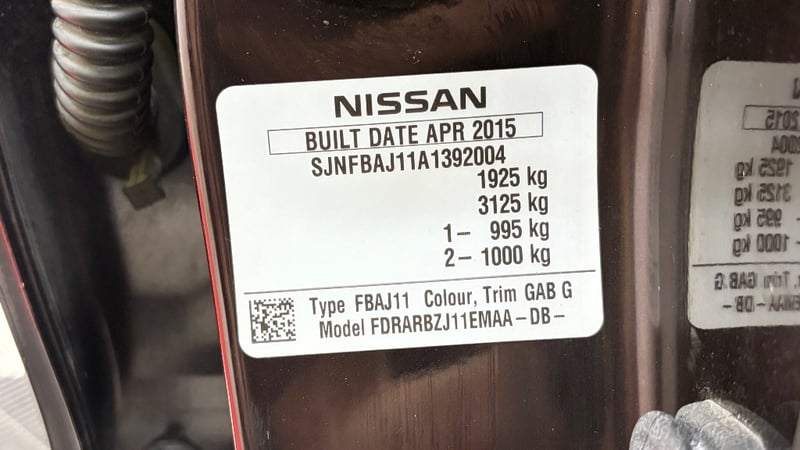 NISSAN
BUILT DATE APR 2015
SJNFBAJ11A1392004
1925 kg
3125 kg
1 – 995 kg
2 – 1000 kg
Type FBAJ11 Colour, Trim GAB G
Model FDRARBZJ11EMAA – DB –